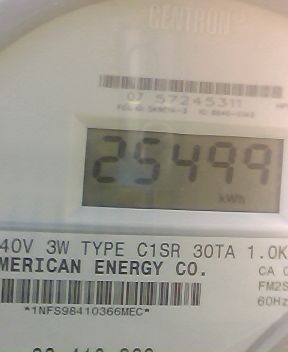 CENTRON
07 57245311
25499
kWh
40V 3W TYPE C1SR 30TA 1.0K
MERICAN ENERGY CO.
CA
FM2S
60Hz
*1NFS98410366MEC*